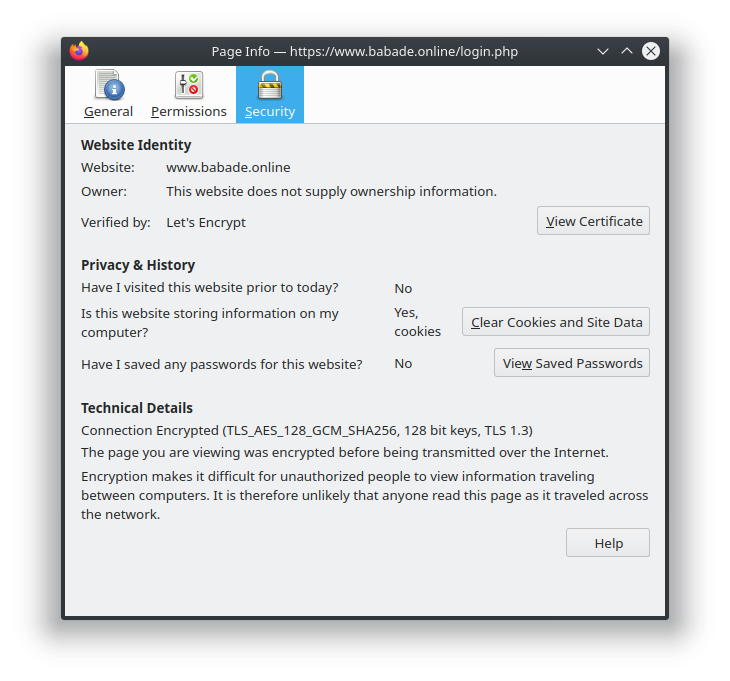 Page Info — https://www.babade.online/login.php
General Permissions Security
Website Identity
Website: www.babade.online
Owner: This website does not supply ownership information.
Verified by: Let's Encrypt View Certificate
Privacy & History
Have I visited this website prior to today? No
Is this website storing information on my
computer?
Yes,
cookies
Clear Cookies and Site Data
Have I saved any passwords for this website? No View Saved Passwords
Technical Details
Connection Encrypted (TLS_AES_128_GCM_SHA256, 128 bit keys, TLS 1.3)
The page you are viewing was encrypted before being transmitted over the Internet.
Encryption makes it difficult for unauthorized people to view information traveling
between computers. It is therefore unlikely that anyone read this page as it traveled across
the network.
Help